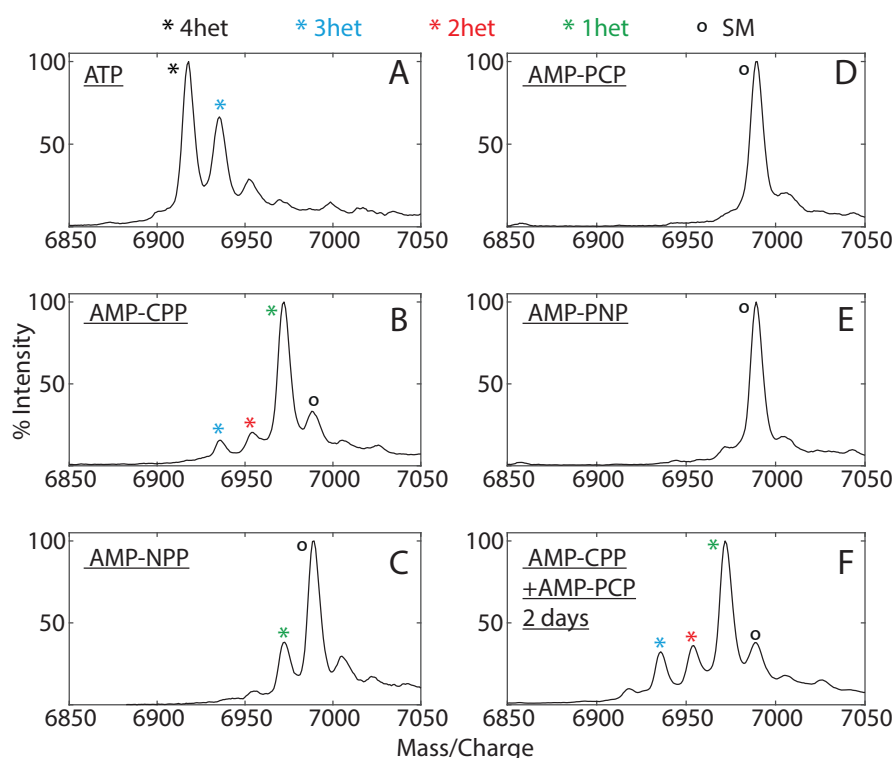 * 4het * 3het * 2het * 1het o SM
ATP
A
*
*
100
50
6850 6900 6950 7000 7050
AMP-PCP
D
o
100
50
6850 6900 6950 7000 7050
AMP-CPP
B
*
*
*
o
100
50
6850 6900 6950 7000 7050
AMP-PNP
E
o
100
50
6850 6900 6950 7000 7050
AMP-NPP
C
o
*
100
50
6850 6900 6950 7000 7050
AMP-CPP
+AMP-PCP
2 days
F
*
*
*
o
100
50
6850 6900 6950 7000 7050
% Intensity
Mass/Charge